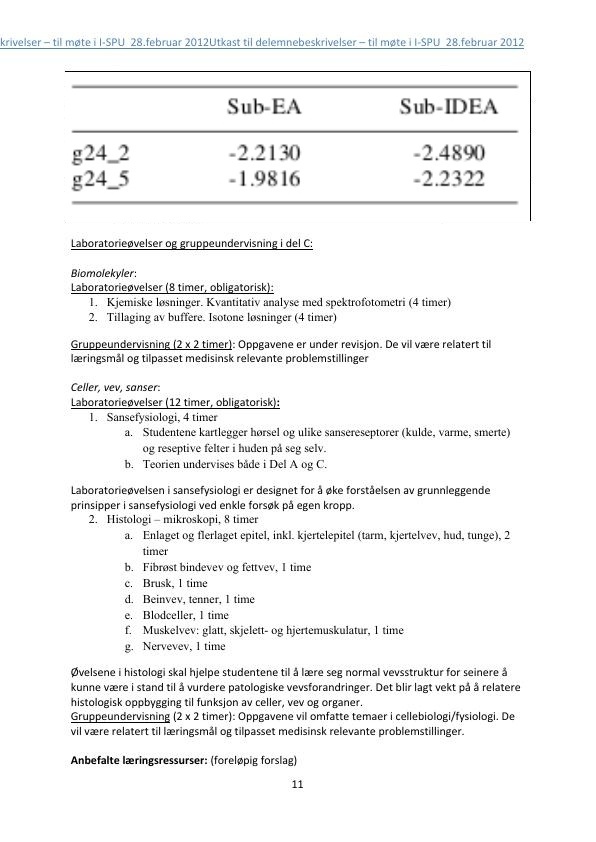 krivelser – til møte i I-SPU 28.februar 2012Utkast til delemnebeskrivelser – til møte i I-SPU 28.februar 2012
Sub-EA Sub-IDEA
g24_2 -2.2130 -2.4890
g24_5 -1.9816 -2.2322
Laboratorieøvelser og gruppeundervisning i del C:
Biomolekyler:
Laboratorieøvelser (8 timer, obligatorisk):
1. Kjemiske løsninger. Kvantitativ analyse med spektrofotometri (4 timer)
2. Tillaging av buffere. Isotone løsninger (4 timer)
Gruppeundervisning (2 x 2 timer): Oppgavene er under revisjon. De vil være relatert til
læringsmål og tilpasset medisinsk relevante problemstillinger
Celler, vev, sanser:
Laboratorieøvelser (12 timer, obligatorisk):
1. Sansefysiologi, 4 timer
a. Studentene kartlegger hørsel og ulike sansereseptorer (kulde, varme, smerte)
og reseptive felter i huden på seg selv.
b. Teorien undervises både i Del A og C.
Laboratorieøvelsen i sansefysiologi er designet for å øke forståelsen av grunnleggende
prinsipper i sansefysiologi ved enkle forsøk på egen kropp.
2. Histologi – mikroskopi, 8 timer
a. Enlaget og flerlaget epitel, inkl. kjertelepitel (tarm, kjertelvev, hud, tunge), 2
timer
b. Fibrøst bindevev og fettvev, 1 time
c. Brusk, 1 time
d. Beinvev, tenner, 1 time
e. Blodceller, 1 time
f. Muskelvev: glatt, skjelett- og hjertemuskulatur, 1 time
g. Nervevev, 1 time
Øvelsene i histologi skal hjelpe studentene til å lære seg normal vevsstruktur for seinere å
kunne være i stand til å vurdere patologiske vevsforandringer. Det blir lagt vekt på å relatere
histologisk oppbygging til funksjon av celler, vev og organer.
Gruppeundervisning (2 x 2 timer): Oppgavene vil omfatte temaer i cellebiologi/fysiologi. De
vil være relatert til læringsmål og tilpasset medisinsk relevante problemstillinger.
Anbefalte læringsressurser: (foreløpig forslag)
11